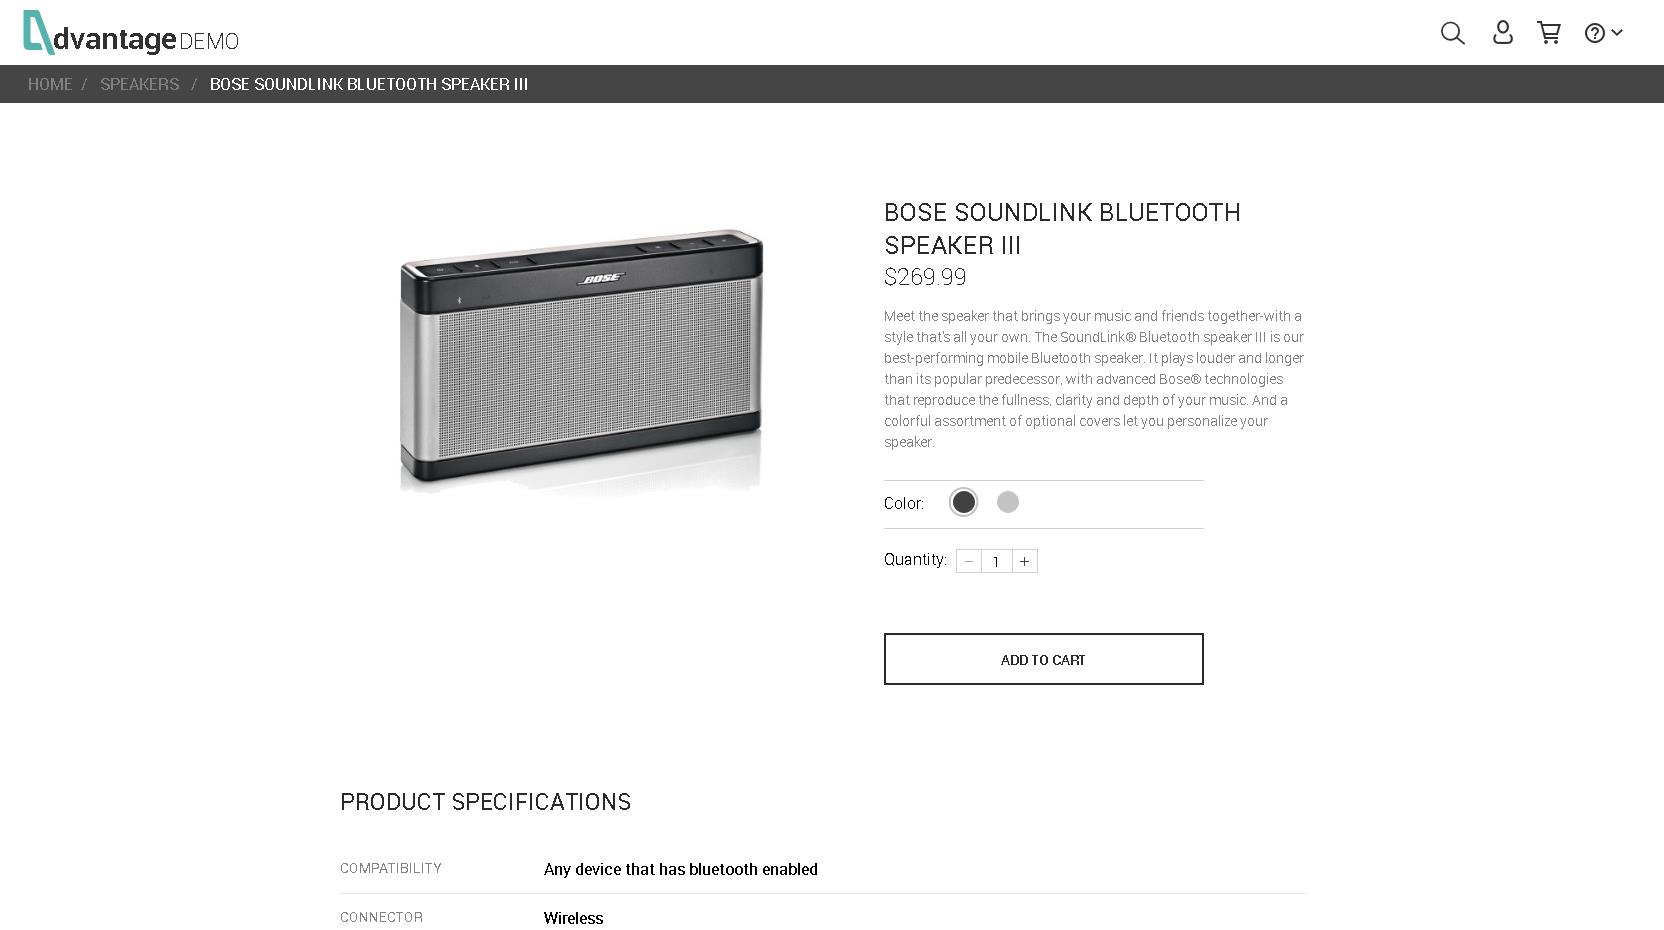 dvantage DEMO
HOME / SPEAKERS / BOSE SOUNDLINK BLUETOOTH SPEAKER III
BOSE
BOSE SOUNDLINK BLUETOOTH
SPEAKER III
$269.99
Meet the speaker that brings your music and friends together-with a
style that's all your own. The SoundLink® Bluetooth speaker III is our
best-performing mobile Bluetooth speaker. It plays louder and longer
than its popular predecessor, with advanced Bose® technologies
that reproduce the fullness, clarity and depth of your music. And a
colorful assortment of optional covers let you personalize your
speaker.
Color:
Quantity: − 1 +
ADD TO CART
PRODUCT SPECIFICATIONS
COMPATIBILITY Any device that has bluetooth enabled
CONNECTOR Wireless